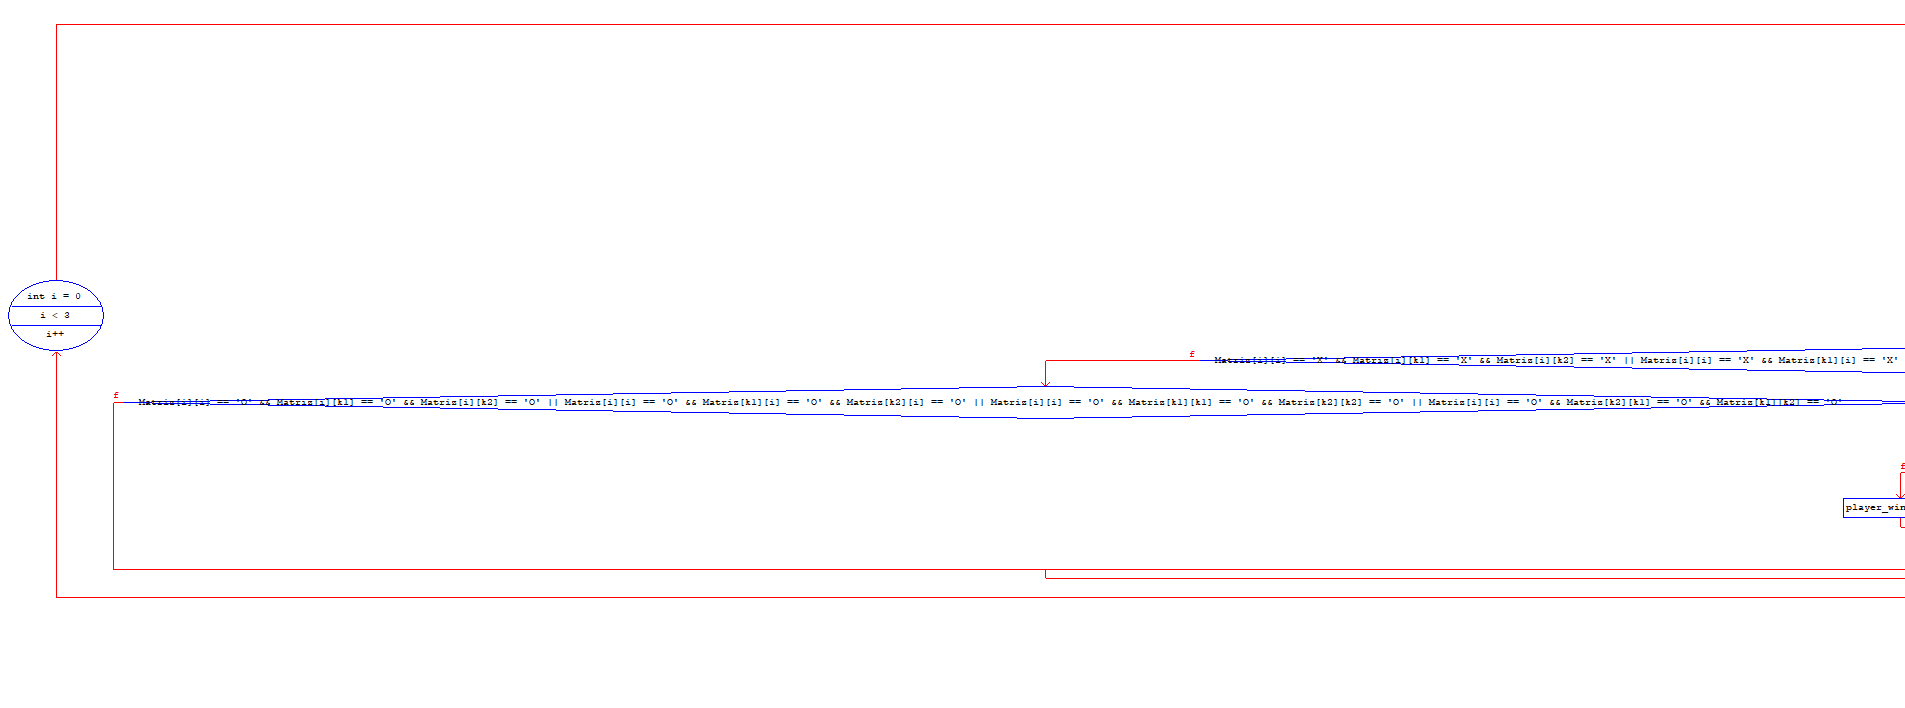 int i = 0
i < 3
i++
f
Matris[i][i] == 'X' && Matris[i][k1] == 'X' && Matris[i][k2] == 'X' || Matris[i][i] == 'X' && Matris[k1][i] == 'X'
f
Matris[i][i] == 'O' && Matris[i][k1] == 'O' && Matris[i][k2] == 'O' || Matris[i][i] == 'O' && Matris[k1][i] == 'O' && Matris[k2][i] == 'O' || Matris[i][i] == 'O' && Matris[k1][k1] == 'O' && Matris[k2][k2] == 'O' || Matris[i][i] == 'O' && Matris[k2][k1] == 'O' && Matris[k1][k2] == 'O'
f
player_win